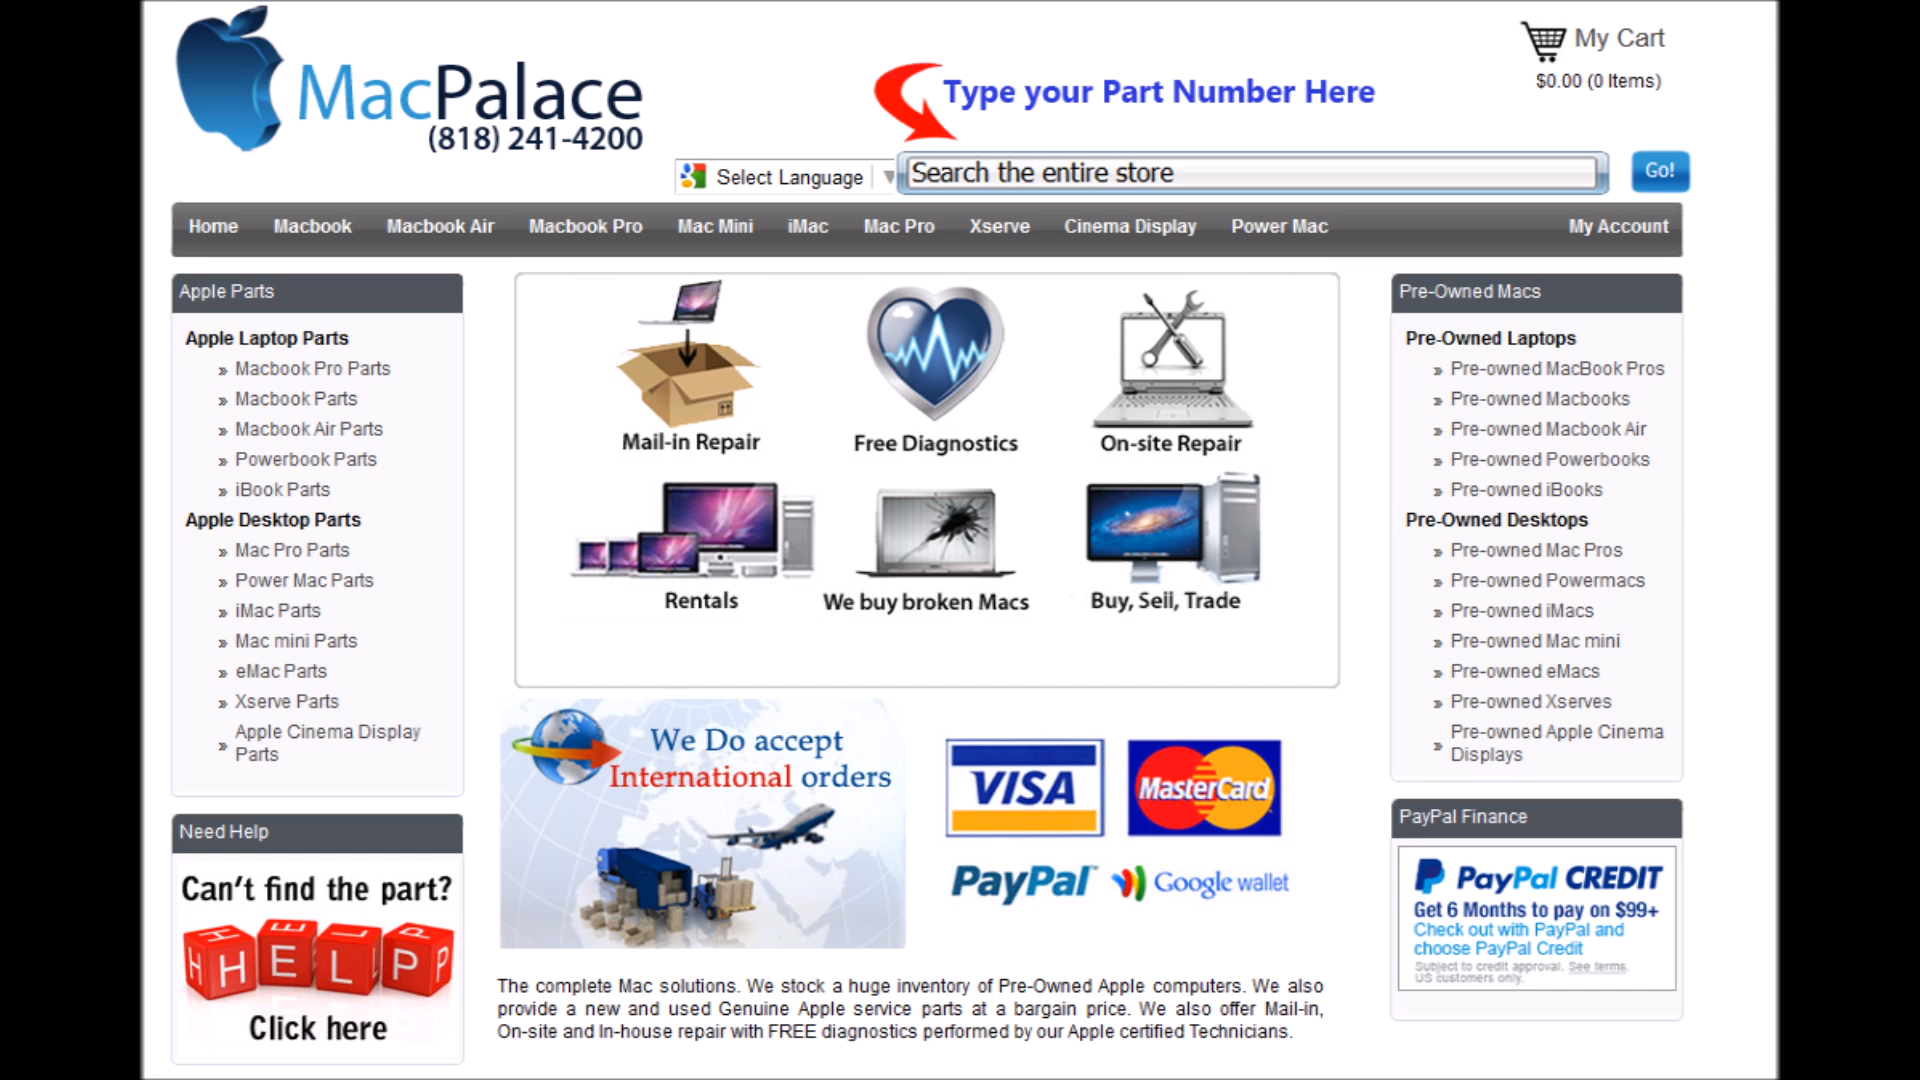 MacPalace
(818) 241-4200
Type your Part Number Here
My Cart
$0.00 (0 Items)
Select Language
Search the entire store
Go!
Home Macbook Macbook Air Macbook Pro Mac Mini iMac Mac Pro Xserve Cinema Display Power Mac My Account
Apple Parts
Apple Laptop Parts
» Macbook Pro Parts
» Macbook Parts
» Macbook Air Parts
» Powerbook Parts
» iBook Parts
Apple Desktop Parts
» Mac Pro Parts
» Power Mac Parts
» iMac Parts
» Mac mini Parts
» eMac Parts
» Xserve Parts
» Apple Cinema Display
Parts
Need Help
Can't find the part?
HELP
Click here
Mail-in Repair
Free Diagnostics
On-site Repair
Rentals
We buy broken Macs
Buy, Sell, Trade
We Do accept
International orders
VISA
MasterCard
PayPal
Google wallet
The complete Mac solutions. We stock a huge inventory of Pre-Owned Apple computers. We also
provide a new and used Genuine Apple service parts at a bargain price. We also offer Mail-in,
On-site and In-house repair with FREE diagnostics performed by our Apple certified Technicians.
Pre-Owned Macs
Pre-Owned Laptops
» Pre-owned MacBook Pros
» Pre-owned Macbooks
» Pre-owned Macbook Air
» Pre-owned Powerbooks
» Pre-owned iBooks
Pre-Owned Desktops
» Pre-owned Mac Pros
» Pre-owned Powermacs
» Pre-owned iMacs
» Pre-owned Mac mini
» Pre-owned eMacs
» Pre-owned Xserves
» Pre-owned Apple Cinema
Displays
PayPal Finance
PayPal CREDIT
Get 6 Months to pay on $99+
Check out with PayPal and
choose PayPal Credit
Subject to credit approval. See terms.
US customers only.